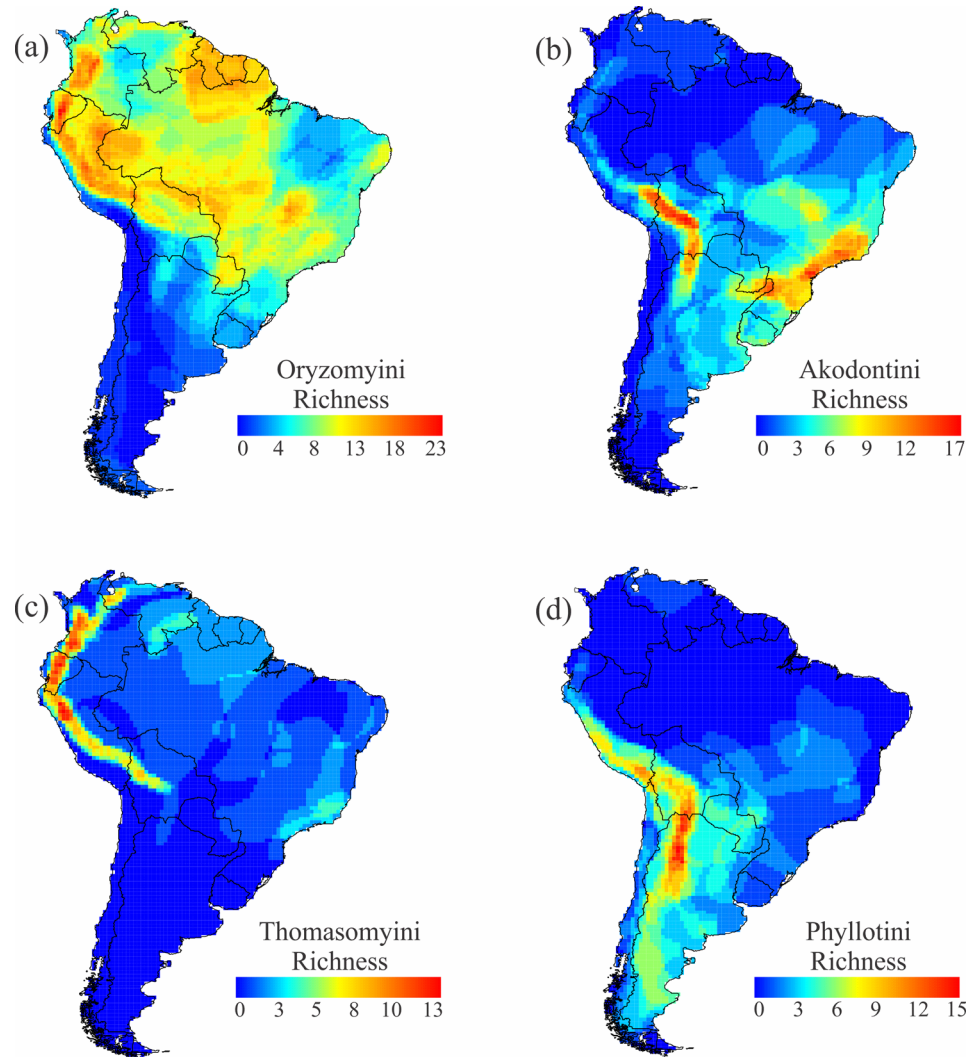 (a)
Oryzomyini
Richness
0 4 8 13 18 23
(b)
Akodontini
Richness
0 3 6 9 12 17
(c)
Thomasomyini
Richness
0 3 5 8 10 13
(d)
Phyllotini
Richness
0 3 6 9 12 15